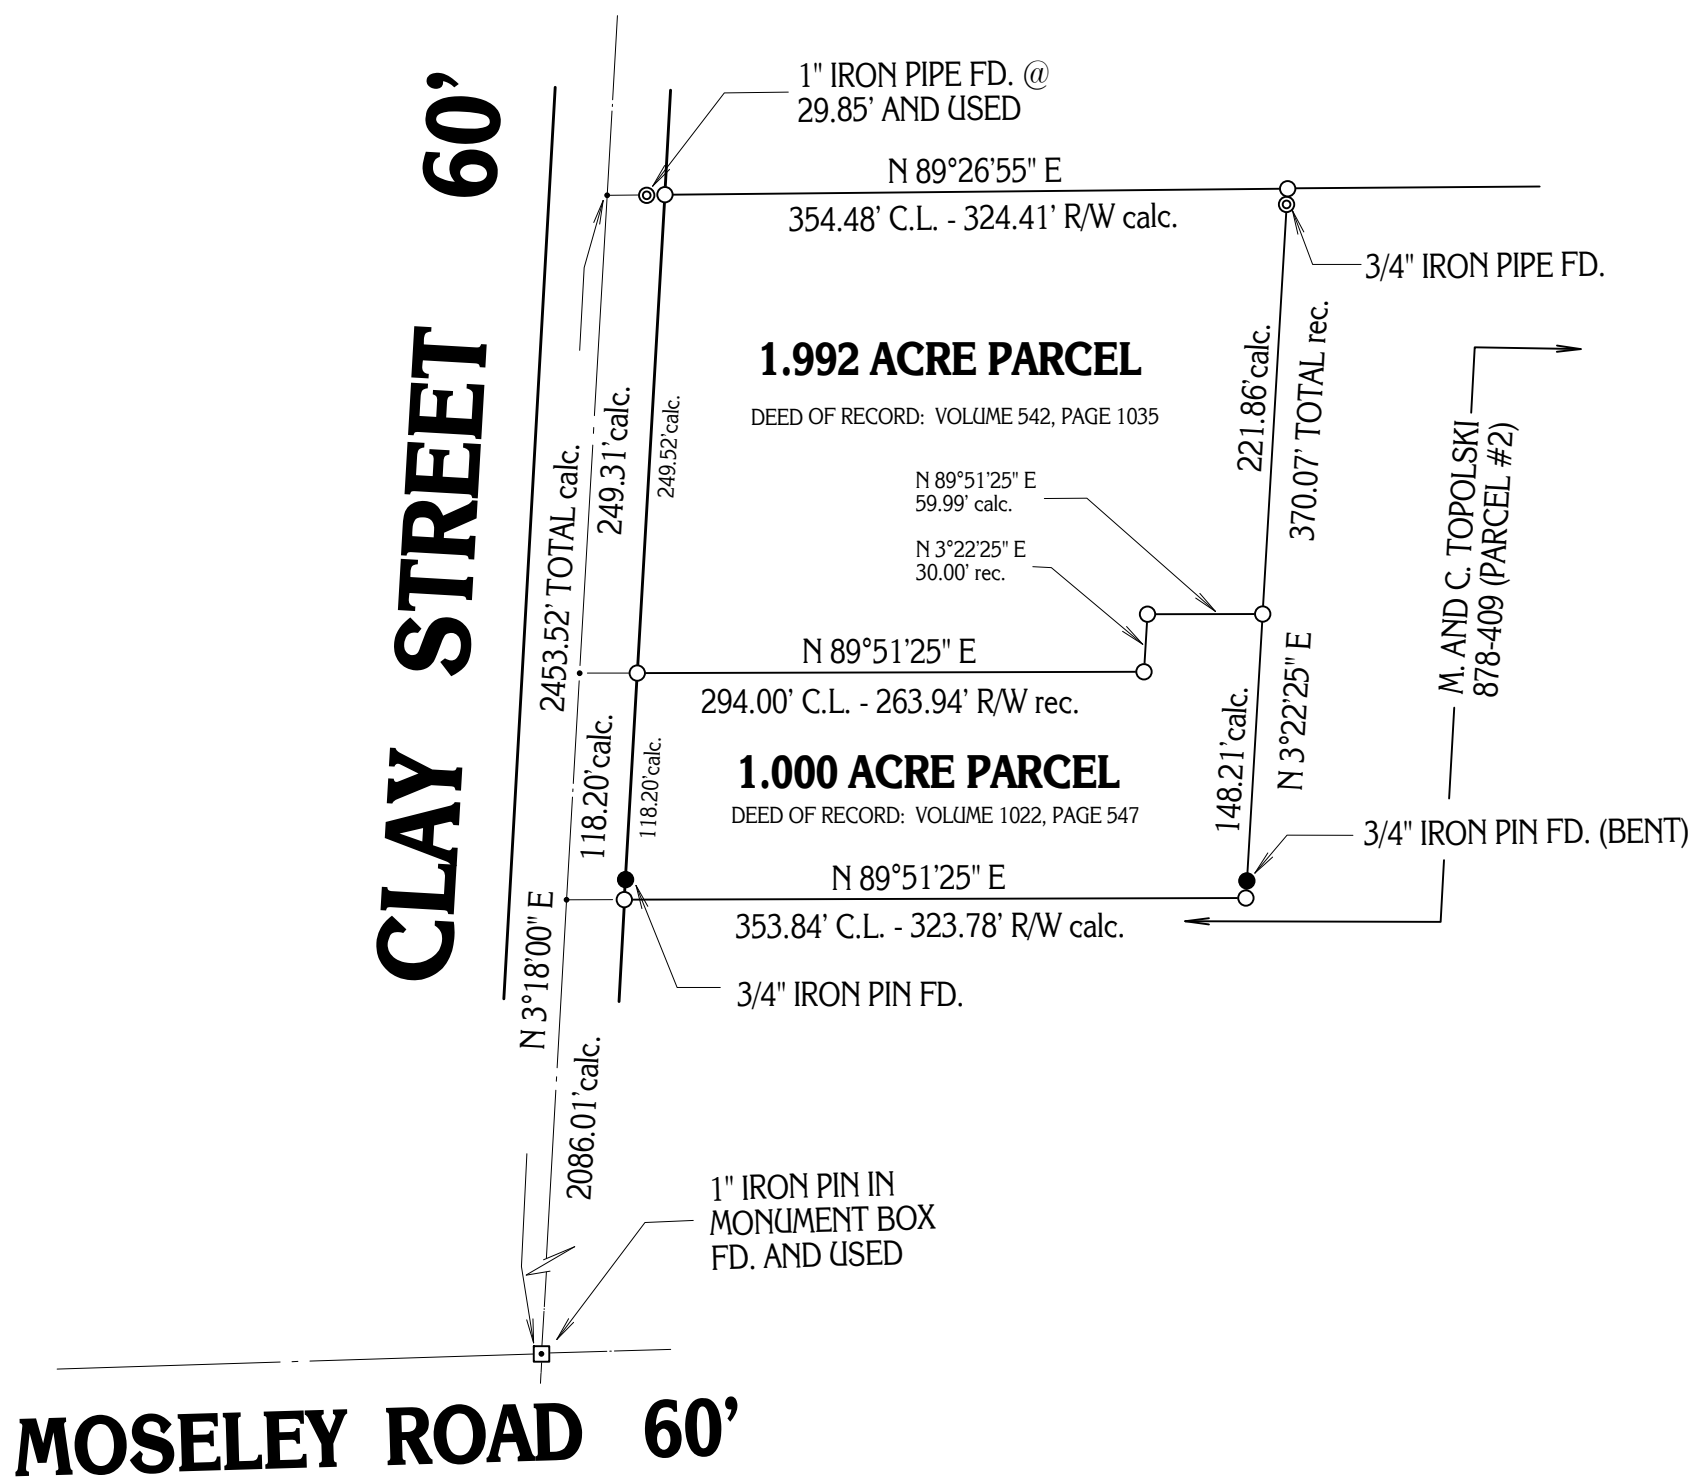 1" IRON PIPE FD. @
29.85' AND USED
N 89°26'55" E
354.48' C.L. - 324.41' R/W calc.
3/4" IRON PIPE FD.
CLAY STREET 60'
1.992 ACRE PARCEL
DEED OF RECORD: VOLUME 542, PAGE 1035
2453.52' TOTAL calc.
249.31'calc.
249.52'calc.
221.86'calc.
370.07' TOTAL rec.
N 89°51'25" E
59.99' calc.
N 3°22'25" E
30.00' rec.
M. AND C. TOPOLSKI
878-409 (PARCEL #2)
N 89°51'25" E
294.00' C.L. - 263.94' R/W rec.
118.20'calc.
118.20'calc.
1.000 ACRE PARCEL
DEED OF RECORD: VOLUME 1022, PAGE 547
148.21'calc.
N 3°22'25" E
3/4" IRON PIN FD. (BENT)
N 89°51'25" E
353.84' C.L. - 323.78' R/W calc.
N 3°18'00" E
3/4" IRON PIN FD.
2086.01'calc.
1" IRON PIN IN
MONUMENT BOX
FD. AND USED
MOSELEY ROAD 60'